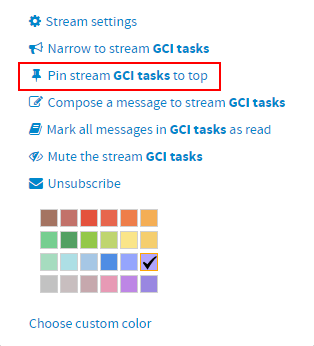 Stream settings
Narrow to stream GCI tasks
Pin stream GCI tasks to top
Compose a message to stream GCI tasks
Mark all messages in GCI tasks as read
Mute the stream GCI tasks
Unsubscribe
Choose custom color